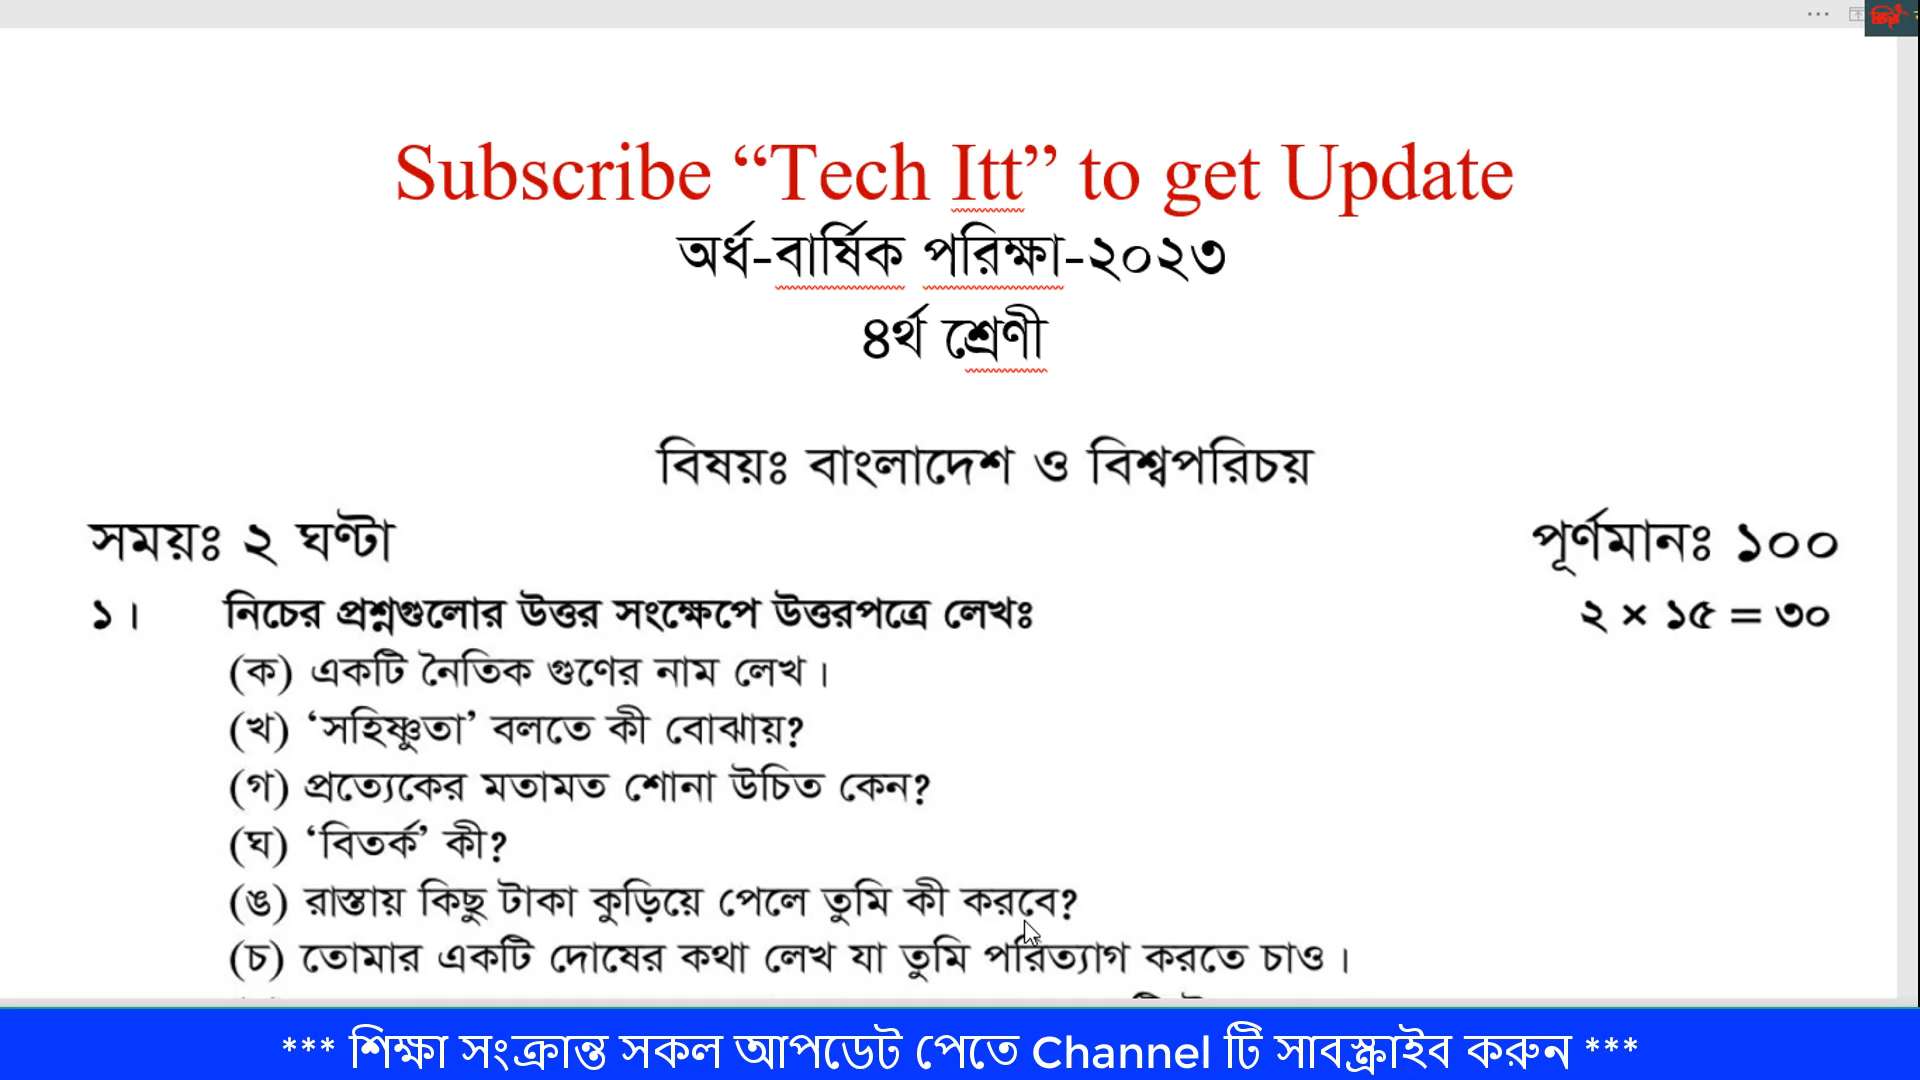 Subscribe “Tech Itt” to get Update
অর্ধ-বার্ষিক পরিক্ষা-২০২৩
৪র্থ শ্রেণী
বিষয়ঃ বাংলাদেশ ও বিশ্বপরিচয়
সময়ঃ ২ ঘণ্টা পূর্ণমানঃ ১০০
১। নিচের প্রশ্নগুলোর উত্তর সংক্ষেপে উত্তরপত্রে লেখঃ ২ × ১৫ = ৩০
(ক) একটি নৈতিক গুণের নাম লেখ।
(খ) ‘সহিষ্ণুতা’ বলতে কী বোঝায়?
(গ) প্রত্যেকের মতামত শোনা উচিত কেন?
(ঘ) ‘বিতর্ক’ কী?
(ঙ) রাস্তায় কিছু টাকা কুড়িয়ে পেলে তুমি কী করবে?
(চ) তোমার একটি দোষের কথা লেখ যা তুমি পরিত্যাগ করতে চাও।
*** শিক্ষা সংক্রান্ত সকল আপডেট পেতে Channel টি সাবস্ক্রাইব করুন ***